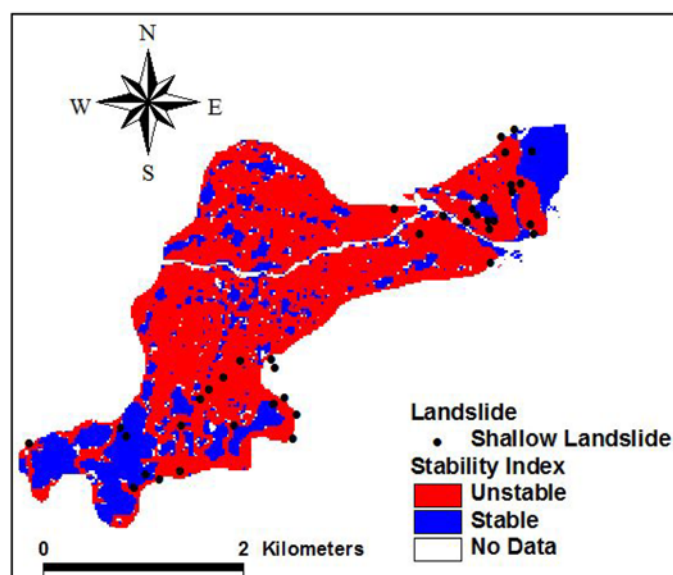 N
W E
S
Landslide
Shallow Landslide
Stability Index
Unstable
Stable
No Data
0 2 Kilometers